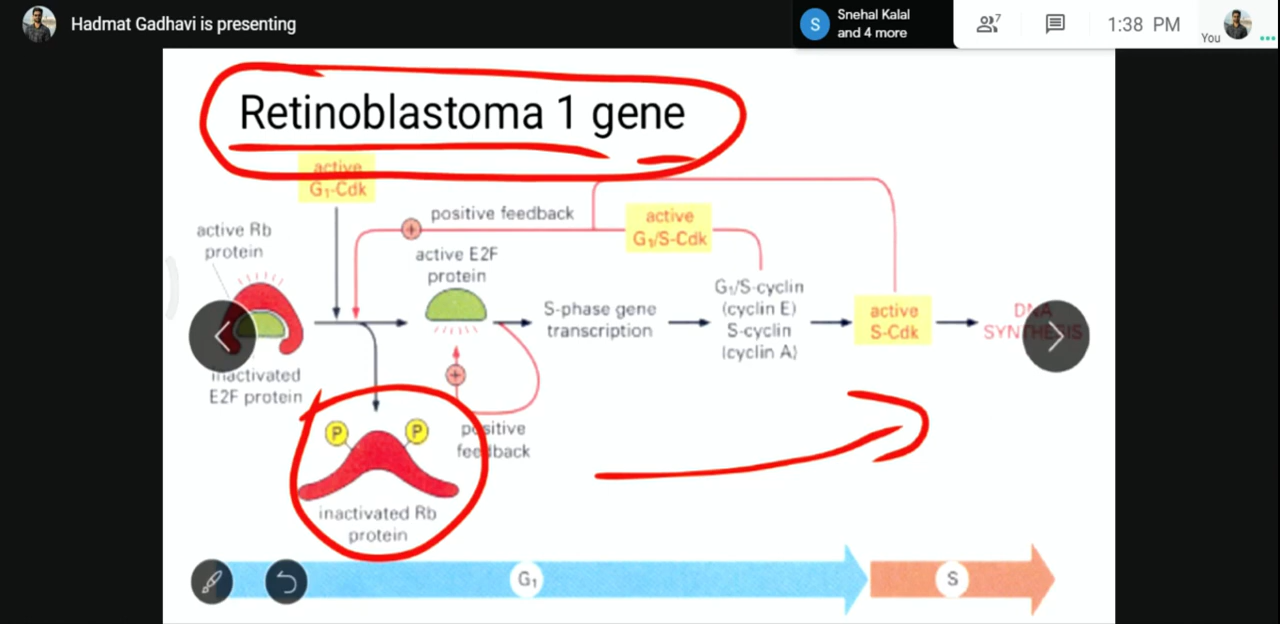 Hadmat Gadhavi is presenting
S
Snehal Kalal
and 4 more
7
1:38 PM
You
Retinoblastoma 1 gene
active
G₁-Cdk
positive feedback
active
G₁/S-Cdk
active Rb
protein
active E2F
protein
S-phase gene
transcription
G₁/S-cyclin
(cyclin E)
S-cyclin
(cyclin A)
active
S-Cdk
DNA
SYNTHESIS
inactivated
E2F protein
+
+
P
P
positive
feedback
inactivated Rb
protein
G₁
S